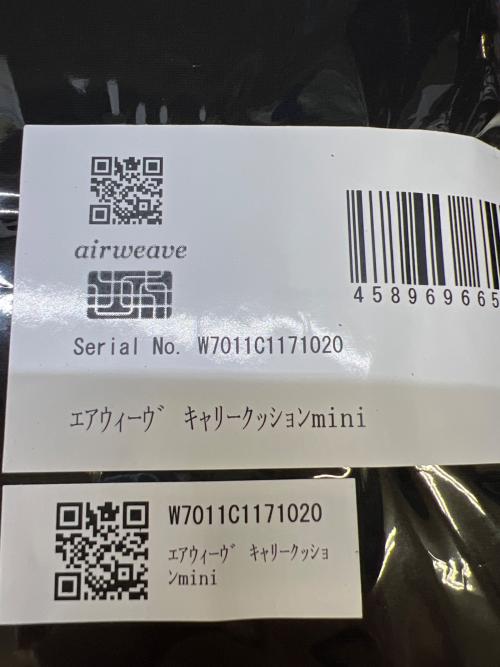 airweave
458969665
Serial No. W7011C1171020
ｴｱｳｨｰｳﾞ ｷｬﾘｰｸｯｼｮﾝmini
W7011C1171020
ｴｱｳｨｰｳﾞ ｷｬﾘｰｸｯｼｮ
ﾝmini